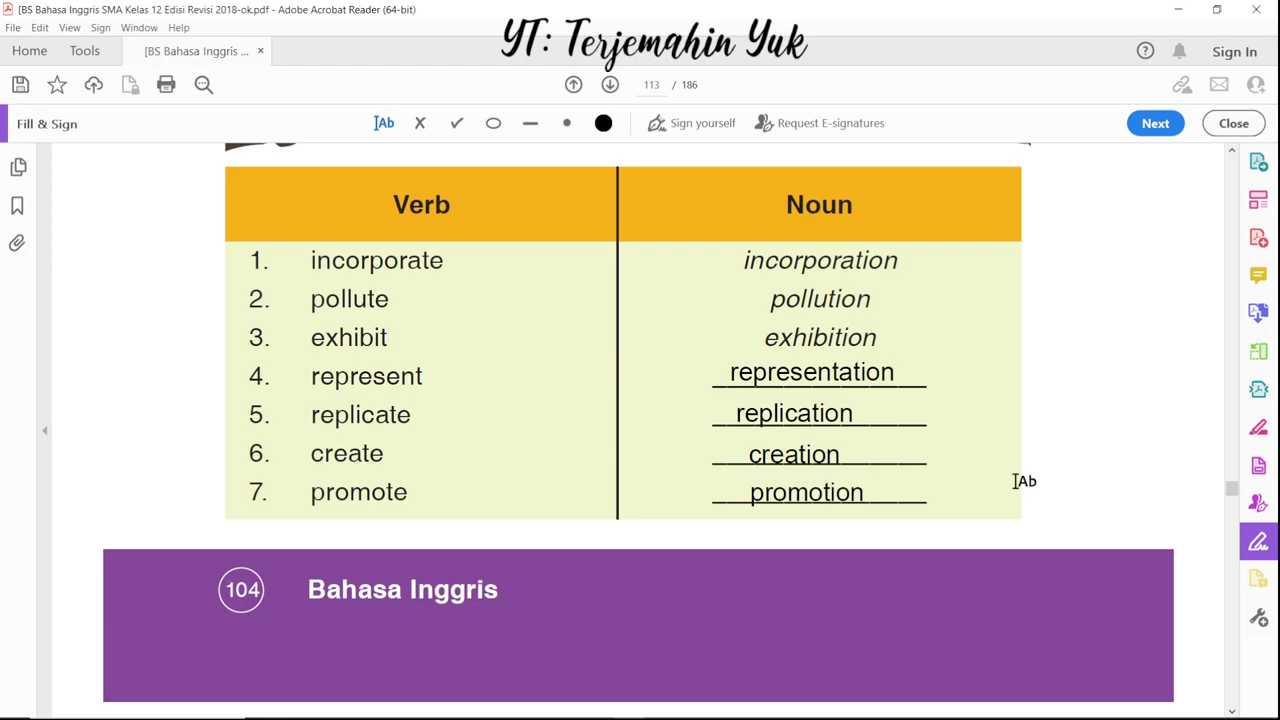 [BS Bahasa Inggris SMA Kelas 12 Edisi Revisi 2018-ok.pdf - Adobe Acrobat Reader (64-bit)
File Edit View Sign Window Help
YT: Terjemahin Yuk
Home Tools [BS Bahasa Inggris ... × Sign In
113 / 186
Fill & Sign Ab Sign yourself Request E-signatures Next Close
Verb Noun
1. incorporate incorporation
2. pollute pollution
3. exhibit exhibition
4. represent representation
5. replicate replication
6. create creation
7. promote promotion
Ab
104 Bahasa Inggris